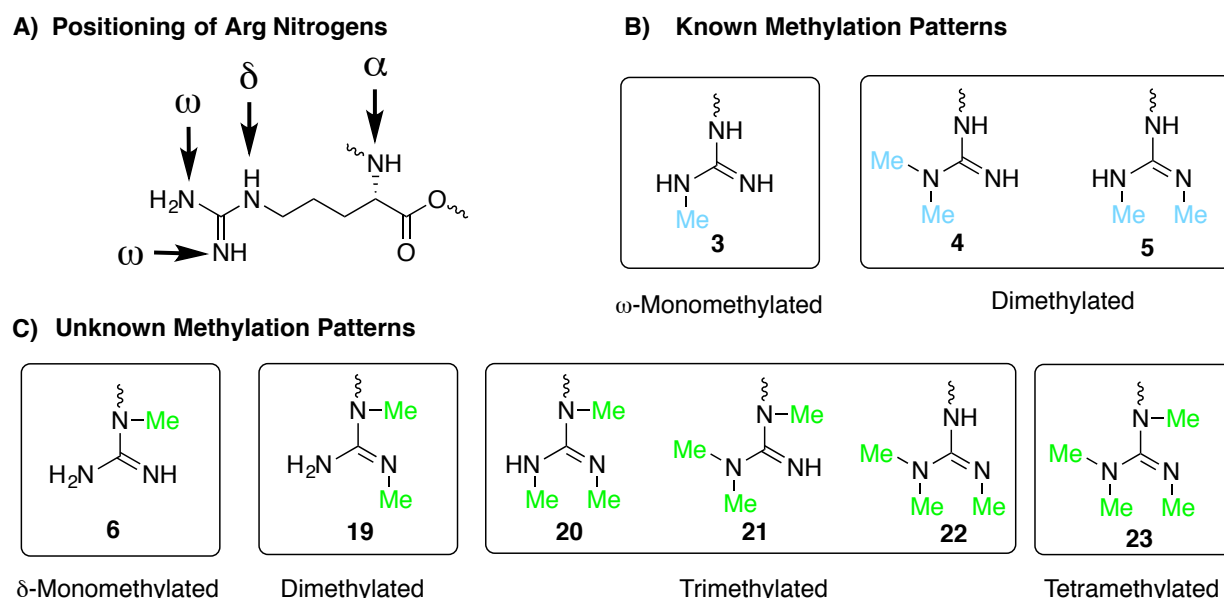 A) Positioning of Arg Nitrogens
ω
δ
α
H
H2N
N
NH
O
ω
NH
O
B) Known Methylation Patterns
NH
HN
NH
Me
3
ω-Monomethylated
NH
Me
N
NH
Me
4
NH
HN
N
Me
Me
5
Dimethylated
C) Unknown Methylation Patterns
N
Me
H2N
NH
6
δ-Monomethylated
N
Me
H2N
N
Me
19
Dimethylated
N
Me
HN
N
Me
Me
20
N
Me
Me
N
NH
Me
21
NH
Me
N
N
Me
Me
22
Trimethylated
N
Me
Me
N
N
Me
Me
23
Tetramethylated